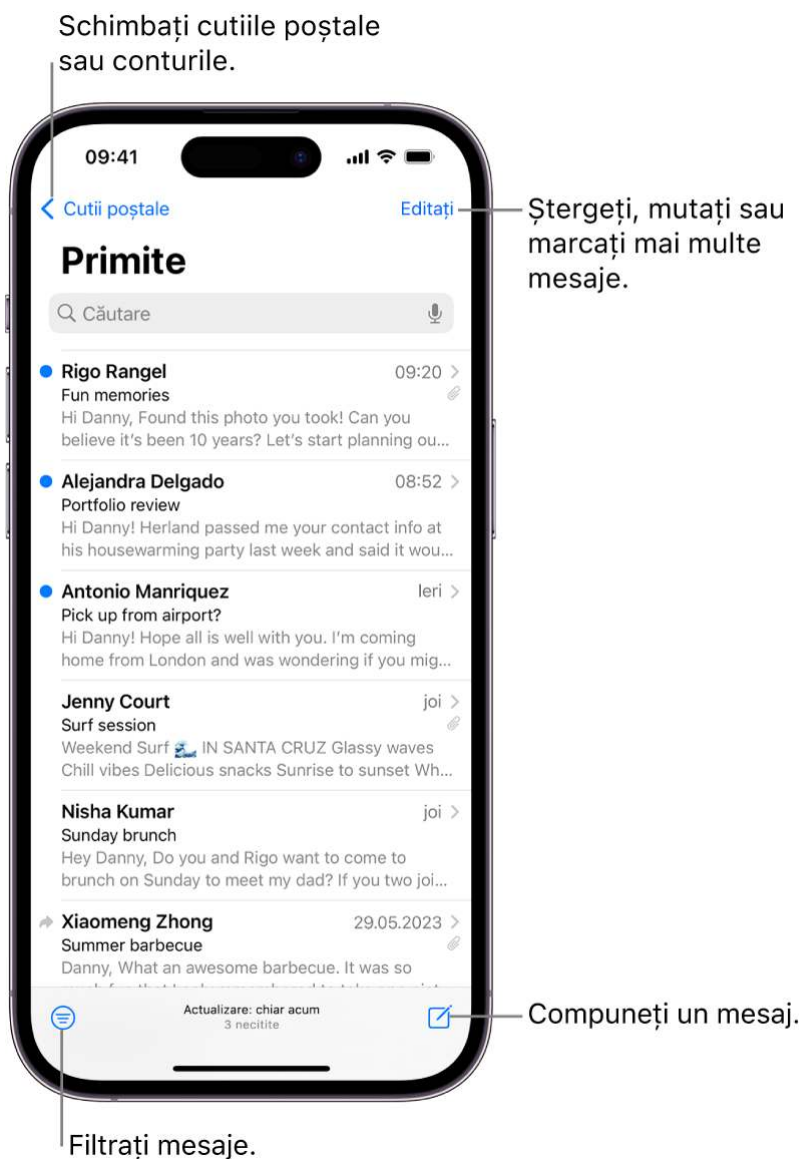 Schimbați cutiile poștale
sau conturile.
09:41
Cutii poștale
Editați
Ștergeți, mutați sau
marcați mai multe
mesaje.
Primite
Căutare
Rigo Rangel 09:20
Fun memories
Hi Danny, Found this photo you took! Can you
believe it's been 10 years? Let's start planning ou...
Alejandra Delgado 08:52
Portfolio review
Hi Danny! Herland passed me your contact info at
his housewarming party last week and said it wou...
Antonio Manriquez Ieri
Pick up from airport?
Hi Danny! Hope all is well with you. I'm coming
home from London and was wondering if you mig...
Jenny Court joi
Surf session
Weekend Surf 🌊 IN SANTA CRUZ Glassy waves
Chill vibes Delicious snacks Sunrise to sunset Wh...
Nisha Kumar joi
Sunday brunch
Hey Danny, Do you and Rigo want to come to
brunch on Sunday to meet my dad? If you two joi...
Xiaomeng Zhong 29.05.2023
Summer barbecue
Danny, What an awesome barbecue. It was so
Actualizare: chiar acum
3 necitite
Compuneți un mesaj.
Filtrați mesaje.